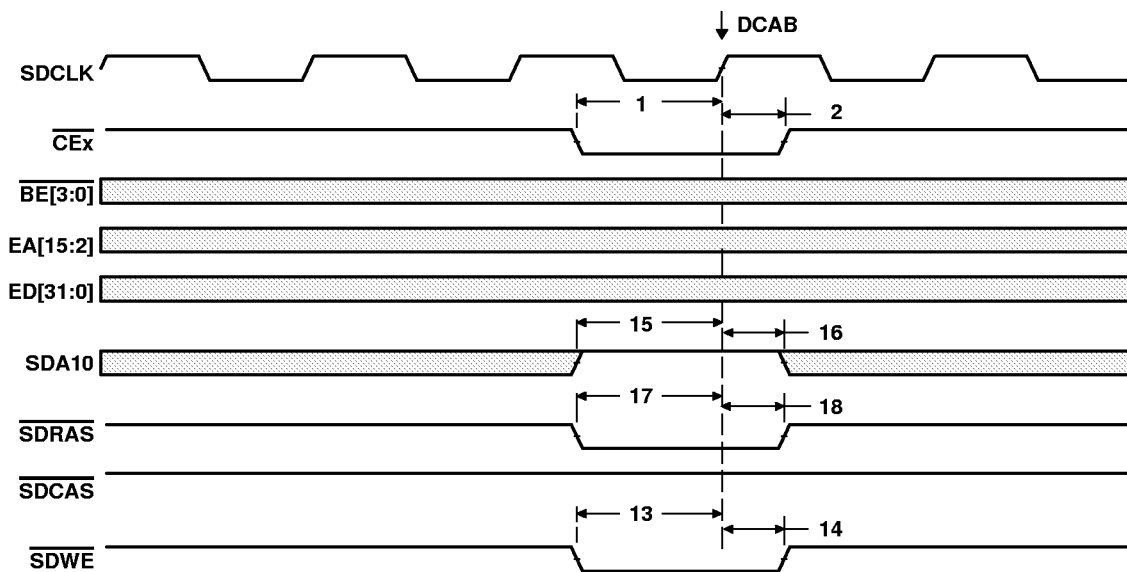 DCAB
SDCLK
1
2
CEx
BE[3:0]
EA[15:2]
ED[31:0]
15
16
SDA10
17
18
SDRAS
SDCAS
13
14
SDWE